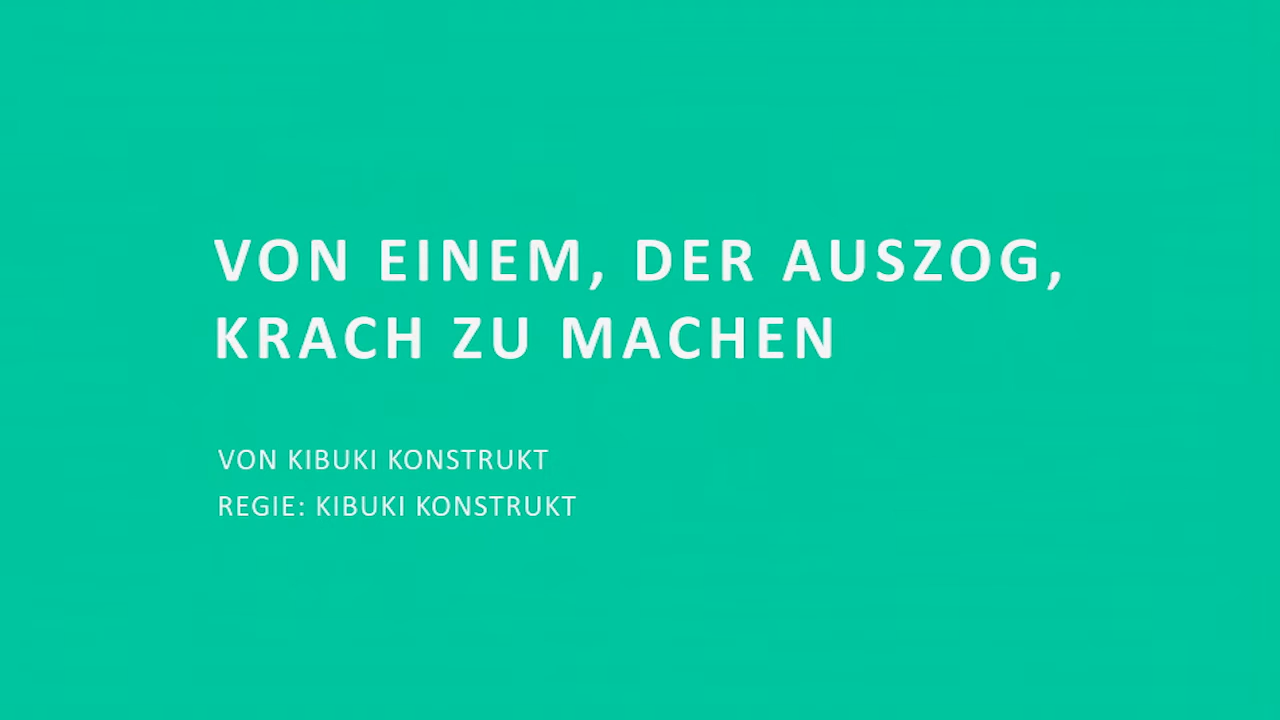 VON EINEM, DER AUSZOG,
KRACH ZU MACHEN
VON KIBUKI KONSTRUKT
REGIE: KIBUKI KONSTRUKT